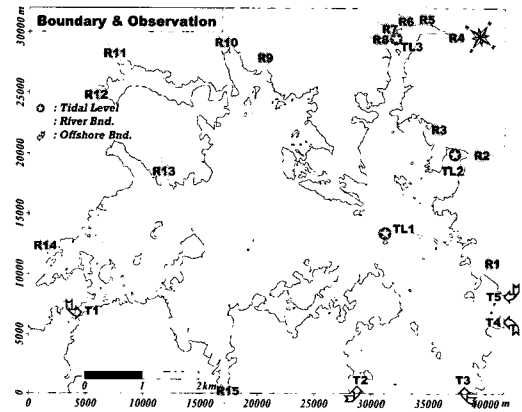 Boundary & Observation
30000 m
25000
20000
15000
10000
5000
0
R11
R12
R10
R9
R6
R5
R7
R8
TL3
R4
: Tidal Level
: River Bnd.
: Offshore Bnd.
R3
R2
TL2
R13
TL1
R14
R1
T5
T1
T4
0 1 2km
R15
T2
T3
0 5000 10000 15000 20000 25000 30000 35000 40000 m